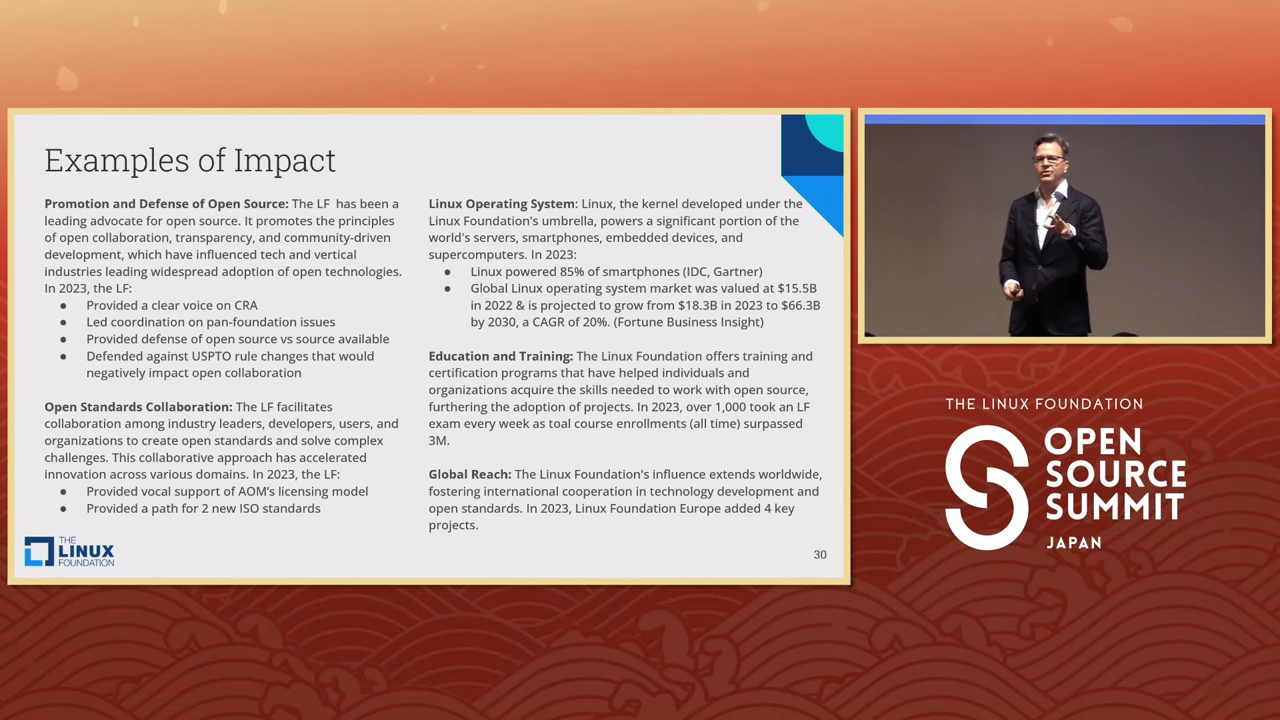 Examples of Impact
Promotion and Defense of Open Source: The LF has been a
leading advocate for open source. It promotes the principles
of open collaboration, transparency, and community-driven
development, which have influenced tech and vertical
industries leading widespread adoption of open technologies.
In 2023, the LF:
● Provided a clear voice on CRA
● Led coordination on pan-foundation issues
● Provided defense of open source vs source available
● Defended against USPTO rule changes that would
negatively impact open collaboration
Open Standards Collaboration: The LF facilitates
collaboration among industry leaders, developers, users, and
organizations to create open standards and solve complex
challenges. This collaborative approach has accelerated
innovation across various domains. In 2023, the LF:
● Provided vocal support of AOM's licensing model
● Provided a path for 2 new ISO standards
Linux Operating System: Linux, the kernel developed under the
Linux Foundation's umbrella, powers a significant portion of the
world's servers, smartphones, embedded devices, and
supercomputers. In 2023:
● Linux powered 85% of smartphones (IDC, Gartner)
● Global Linux operating system market was valued at $15.5B
in 2022 & is projected to grow from $18.3B in 2023 to $66.3B
by 2030, a CAGR of 20%. (Fortune Business Insight)
Education and Training: The Linux Foundation offers training and
certification programs that have helped individuals and
organizations acquire the skills needed to work with open source,
furthring the adoption of projects. In 2023, over 1,000 took an LF
exam every week as toal course enrollments (all time) surpassed
3M.
Global Reach: The Linux Foundation's influence extends worldwide,
fostering international cooperation in technology development and
open standards. In 2023, Linux Foundation Europe added 4 key
projects.
THE
LINUX
FOUNDATION
30
THE LINUX FOUNDATION
OPEN
SOURCE
SUMMIT
JAPAN